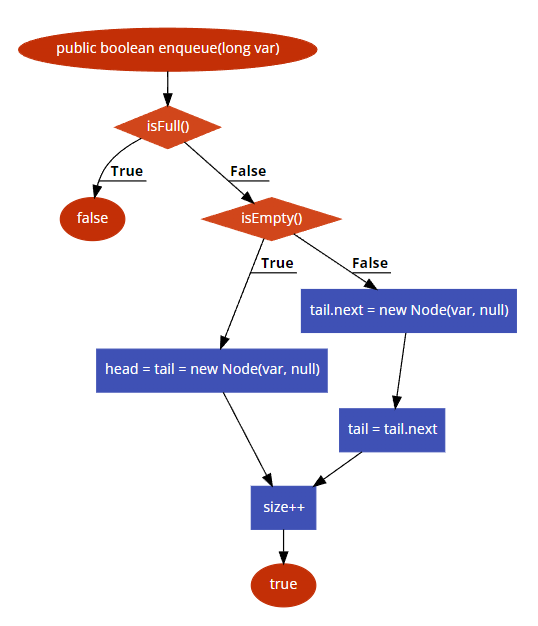 public boolean enqueue(long var)
isFull()
True
False
false
isEmpty()
True
False
tail.next = new Node(var, null)
head = tail = new Node(var, null)
tail = tail.next
size++
true